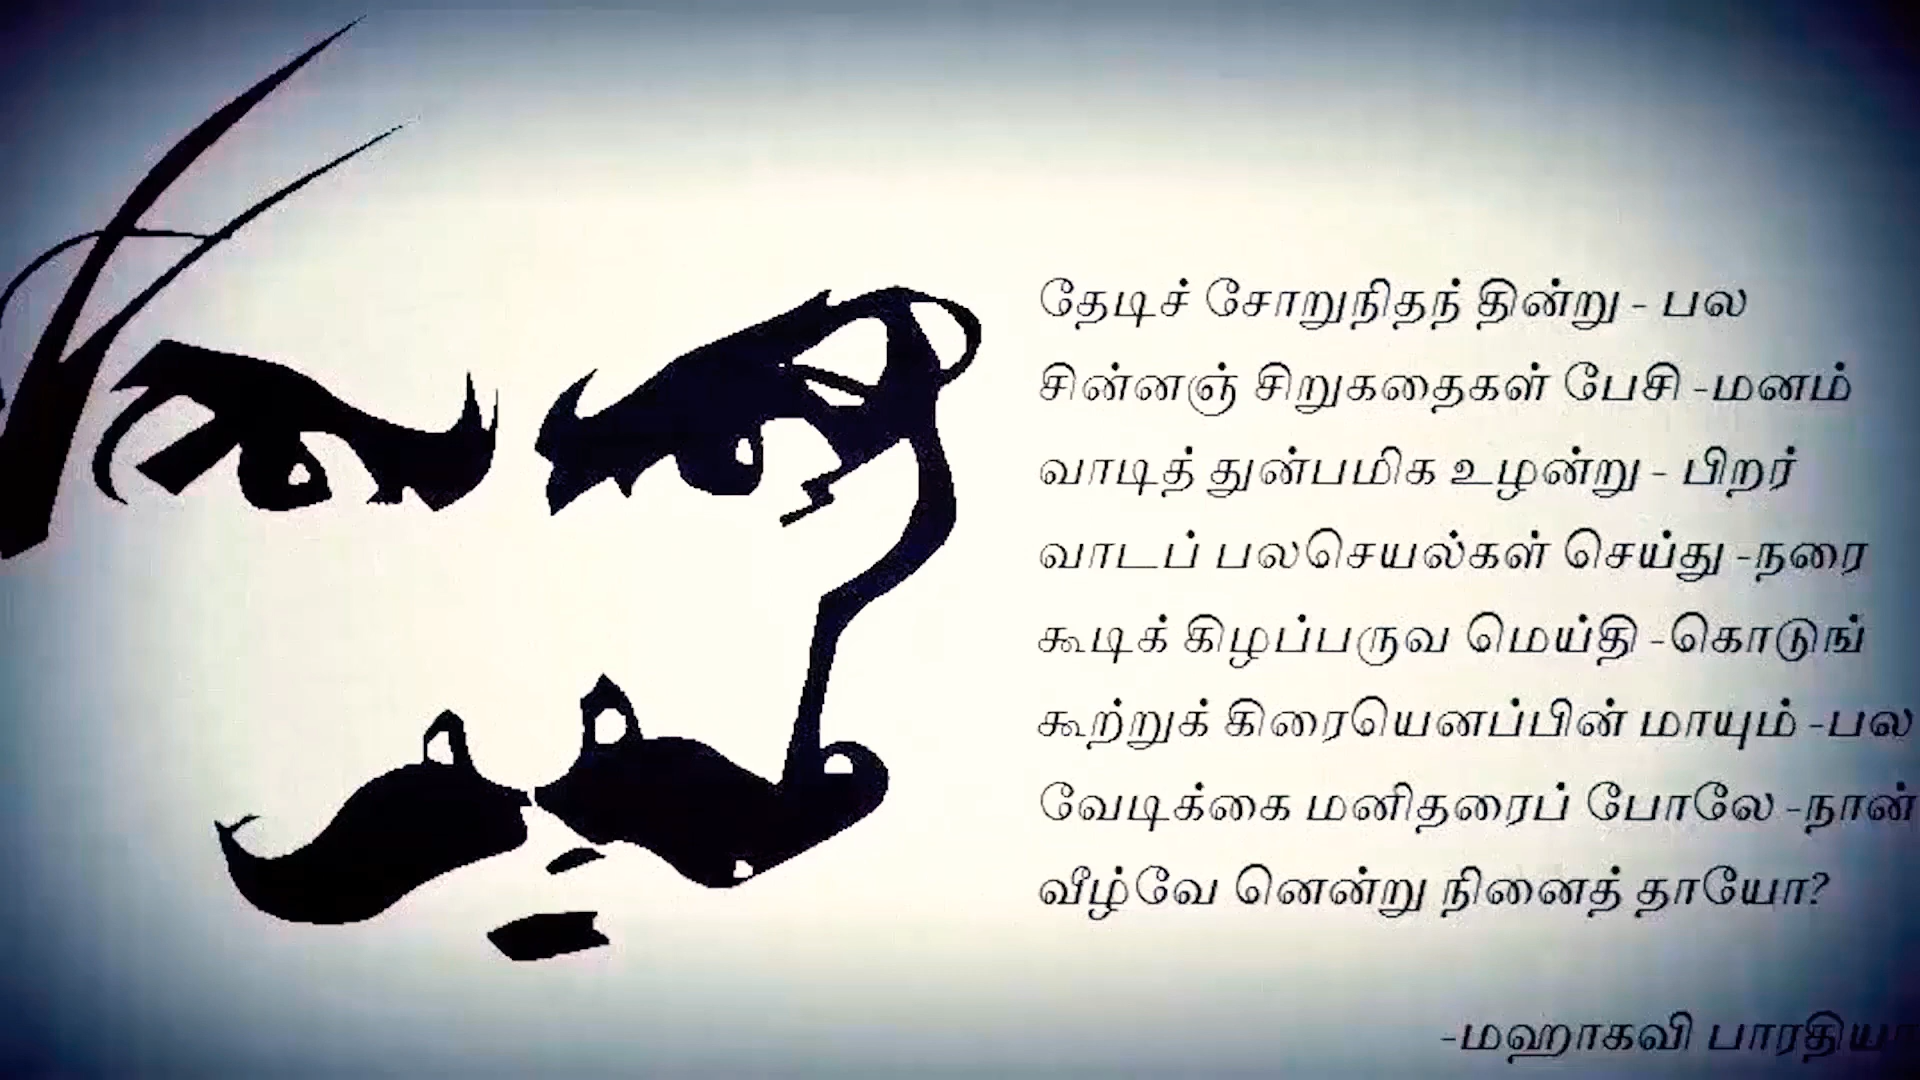 தேடிச் சோறுநிதந் தின்று - பல
சின்னஞ் சிறுகதைகள் பேசி -மனம்
வாடித் துன்பமிக உழன்று - பிறர்
வாடப் பலசெயல்கள் செய்து -நரை
கூடிக் கிழப்பருவ மெய்தி -கொடுங்
கூற்றுக் கிரையெனப்பின் மாயும் -பல
வேடிக்கை மனிதரைப் போலே -நான்
வீழ்வே னென்று நினைத் தாயோ?
-மஹாகவி பாரதியா